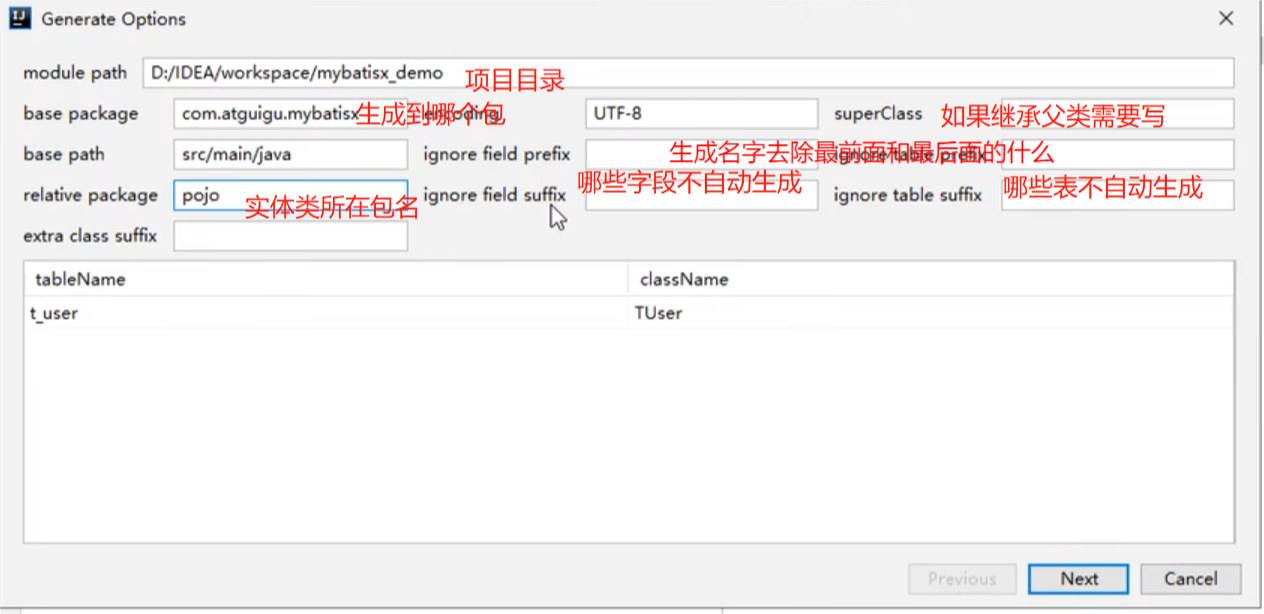 Generate Options
module path D:/IDEA/workspace/mybatisx_demo 项目目录
base package com.atguigu.mybatisx 生成到哪个包 encoding UTF-8 superClass 如果继承父类需要写
base path src/main/java ignore field prefix 生成名字去除最前面和最后面的什么 ignore table prefix
relative package pojo 实体类所在包名 ignore field suffix 哪些字段不自动生成 ignore table suffix 哪些表不自动生成
extra class suffix
tableName className
t_user TUser
Previous Next Cancel